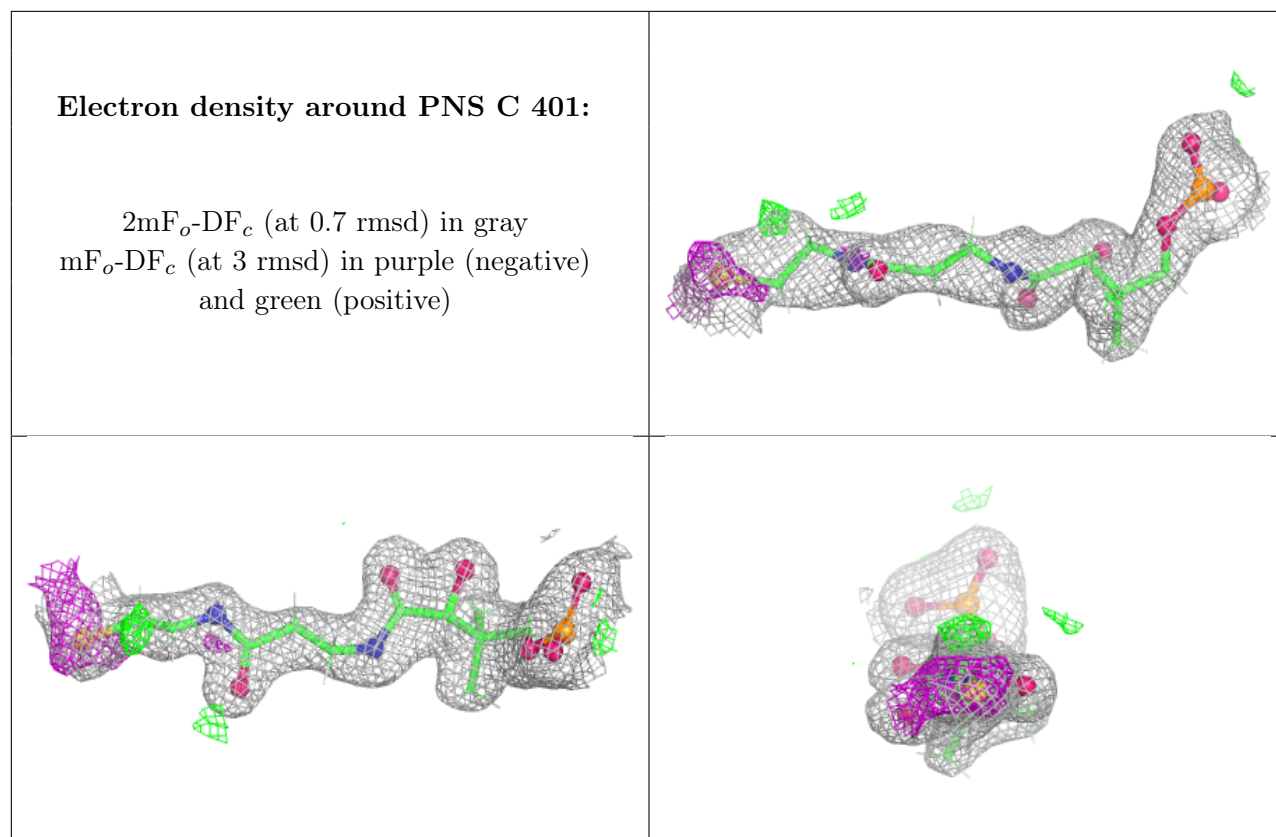 Electron density around PNS C 401:
2mFo-DFc (at 0.7 rmsd) in gray
mFo-DFc (at 3 rmsd) in purple (negative)
and green (positive)